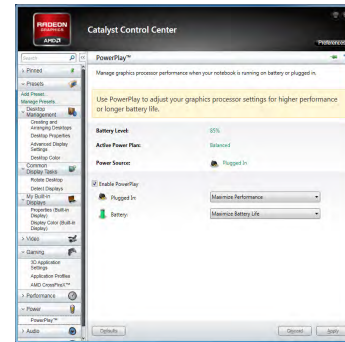 RADEON
GRAPHICS
AMD
Catalyst Control Center
Preferences
Search
PowerPlay™
Manage graphics processor performance when your notebook is running on battery or plugged in.
Pinned
Presets
Add Preset...
Manage Presets...
Desktop
Management
Creating and
Arranging Desktops
Desktop Properties
Advanced Display
Settings
Desktop Color
Common
Display Tasks
Rotate Desktop
Detect Displays
My Built-in
Displays
Properties (Built-in
Display)
Display Color (Built-in
Display)
Video
Gaming
3D Application
Settings
Application Profiles
AMD CrossFireX™
Performance
Power
PowerPlay™
Audio
Use PowerPlay to adjust your graphics processor settings for higher performance
or longer battery life.
Battery Level: 85%
Active Power Plan: Balanced
Power Source: Plugged In
Enable PowerPlay
Plugged In Maximize Performance
Battery: Maximize Battery Life
Defaults Discard Apply